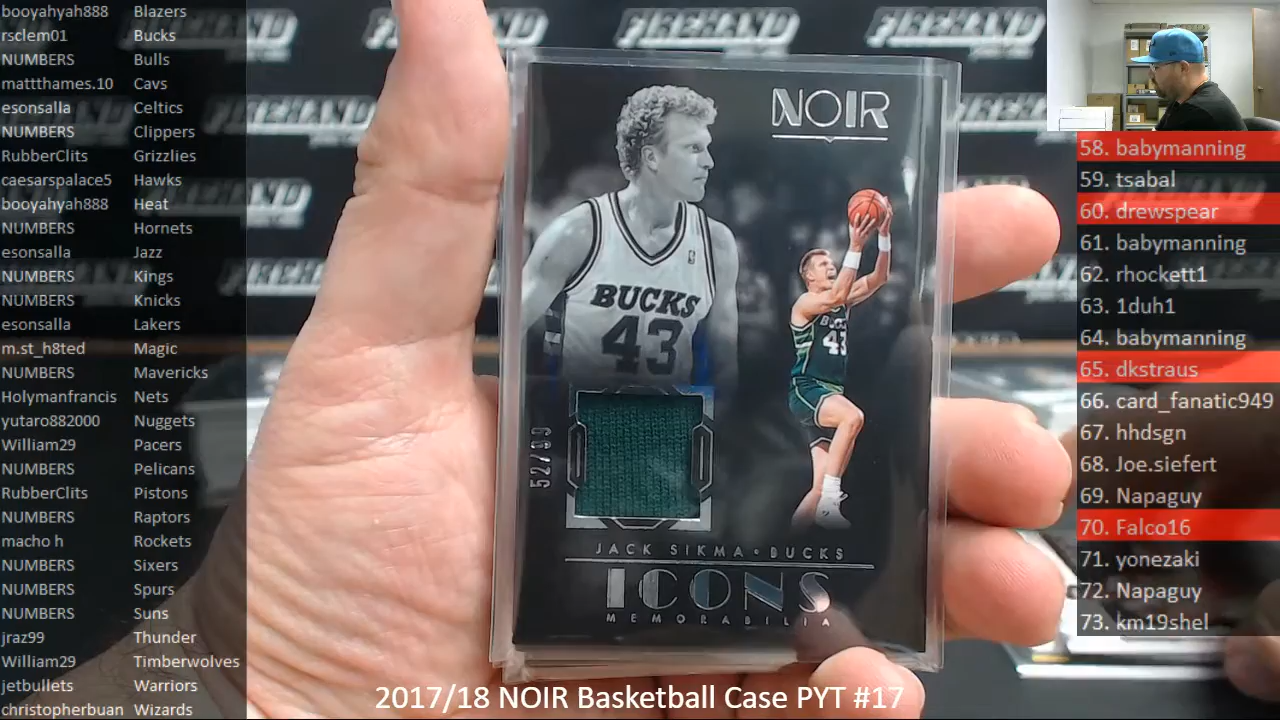 booyahyah888 Blazers
rsclem01 Bucks
NUMBERS Bulls
mattthames.10 Cavs
esonsalla Celtics
NUMBERS Clippers
RubberClits Grizzlies
caesarspalace5 Hawks
booyahyah888 Heat
NUMBERS Hornets
esonsalla Jazz
NUMBERS Kings
NUMBERS Knicks
esonsalla Lakers
m.st_h8ted Magic
NUMBERS Mavericks
Holymanfrancis Nets
yutaro882000 Nuggets
William29 Pacers
NUMBERS Pelicans
RubberClits Pistons
NUMBERS Raptors
macho h Rockets
NUMBERS Sixers
NUMBERS Spurs
NUMBERS Suns
jraz99 Thunder
William29 Timberwolves
jetbullets Warriors
christopherbuan Wizards
FIREHAND
FIREHAND
FIREHAND
NOIR
BUCKS
43
BUCKS
43
52/99
JACK SIKMA • BUCKS
ICONS
MEMORABILIA
58. babymanning
59. tsabal
60. drewspear
61. babymanning
62. rhockett1
63. 1duh1
64. babymanning
65. dkstraus
66. card_fanatic949
67. hhdsgn
68. Joe.siefert
69. Napaguy
70. Falco16
71. yonezaki
72. Napaguy
73. km19shel
2017/18 NOIR Basketball Case PYT #17